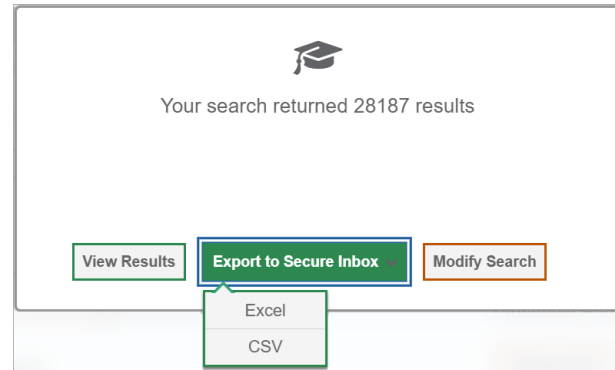 Your search returned 28187 results
View Results Export to Secure Inbox Modify Search
Excel
CSV